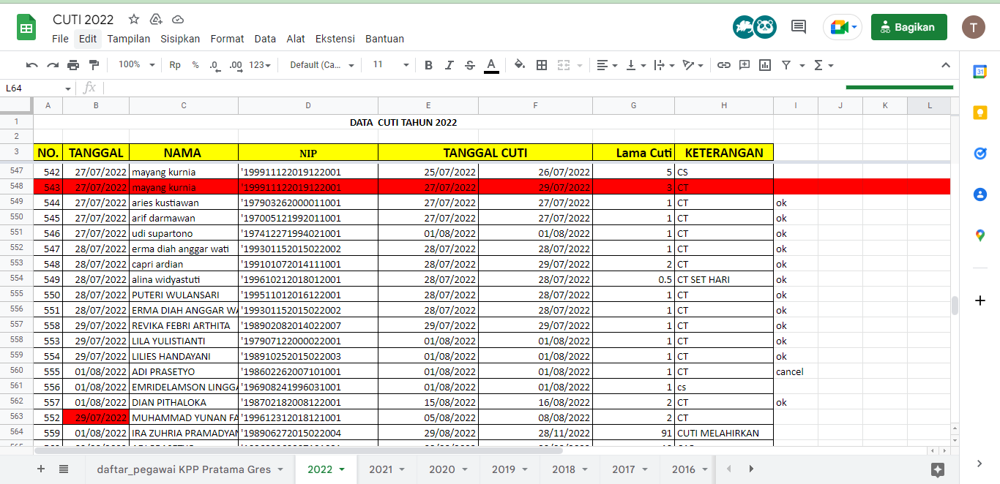 CUTI 2022
File Edit Tampilan Sisipkan Format Data Alat Ekstensi Bantuan
Bagikan
T
100% Rp % .0 .00 123 Default (Ca... 11 B I S A
L64 fx
31
A B C D E F G H I J K L
1 DATA CUTI TAHUN 2022
2
3 NO. TANGGAL NAMA NIP TANGGAL CUTI Lama Cuti KETERANGAN
547 542 27/07/2022 mayang kurnia '199911122019122001 25/07/2022 26/07/2022 5 CS
548 543 27/07/2022 mayang kurnia '199911122019122001 27/07/2022 29/07/2022 3 CT
549 544 27/07/2022 aries kustiawan '197903262000011001 27/07/2022 27/07/2022 1 CT ok
550 545 27/07/2022 arif darmawan '197005121992011001 27/07/2022 27/07/2022 1 CT ok
551 546 27/07/2022 udi supartono '197412271994021001 01/08/2022 01/08/2022 1 CT ok
552 547 28/07/2022 erma diah anggar wati '199301152015022002 28/07/2022 28/07/2022 1 CT ok
553 548 28/07/2022 capri ardian '199101072014111001 28/07/2022 29/07/2022 2 CT ok
554 549 28/07/2022 alina widyastuti '199610212018012001 28/07/2022 28/07/2022 0.5 CT SET HARI ok
555 550 28/07/2022 PUTERI WULANSARI '199511012016122001 28/07/2022 28/07/2022 1 CT ok
556 551 28/07/2022 ERMA DIAH ANGGAR WA '199301152015022002 28/07/2022 28/07/2022 1 CT ok
557 558 29/07/2022 REVIKA FEBRI ARTHITA '198902082014022007 29/07/2022 29/07/2022 1 CT ok
558 553 29/07/2022 LILA YULISTIANTI '197907122000022001 01/08/2022 01/08/2022 1 CT ok
559 554 29/07/2022 LILIES HANDAYANI '198910252015022003 01/08/2022 01/08/2022 1 CT ok
560 555 01/08/2022 ADI PRASETYO '198602262007101001 01/08/2022 01/08/2022 1 CT cancel
561 556 01/08/2022 EMRIDELAMSON LINGGA '196908241996031001 01/08/2022 01/08/2022 1 cs
562 557 01/08/2022 DIAN PITHALOKA '198702182008122001 15/08/2022 16/08/2022 2 CT ok
563 552 29/07/2022 MUHAMMAD YUNAN FA '199612312018121001 05/08/2022 08/08/2022 2 CT
564 559 01/08/2022 IRA ZUHRIA PRAMADYAN '198906272015022004 29/08/2022 28/11/2022 91 CUTI MELAHIRKAN
daftar_pegawai KPP Pratama Gres 2022 2021 2020 2019 2018 2017 2016